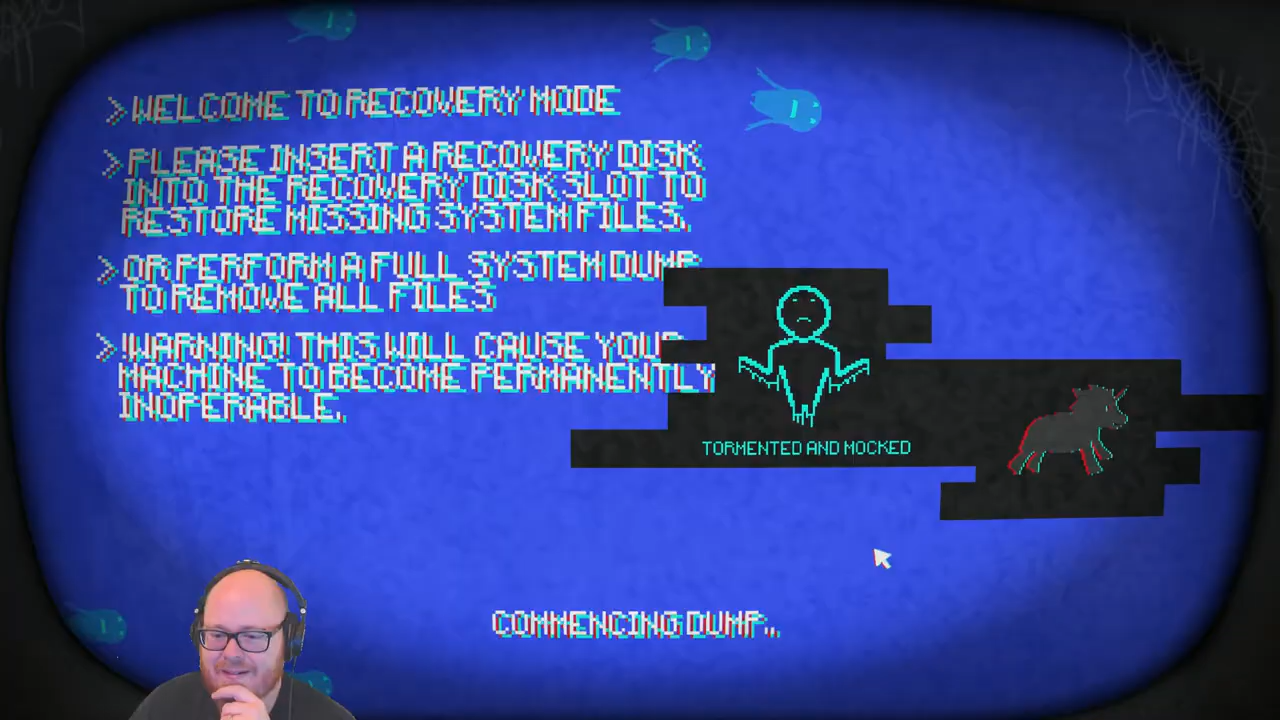 >WELCOME TO RECOVERY MODE
>PLEASE INSERT A RECOVERY DISK
INTO THE RECOVERY DISK SLOT TO
RESTORE MISSING SYSTEM FILES.
>OR PERFORM A FULL SYSTEM DUMP
TO REMOVE ALL FILES
>!WARNING! THIS WILL CAUSE YOUR
MACHINE TO BECOME PERMANENTLY
INOPERABLE.
TORMENTED AND MOCKED
COMMENCING DUMP..